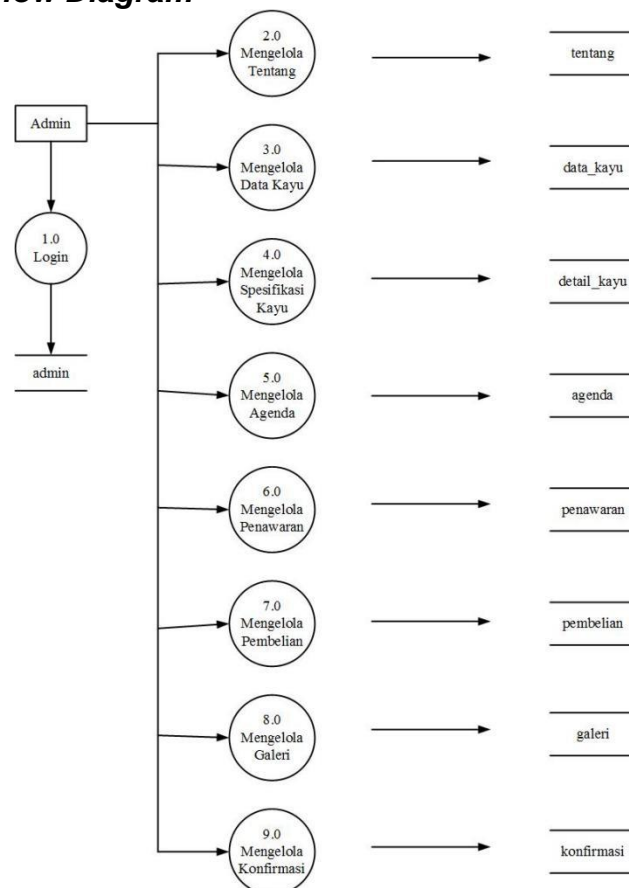 low Diagram
2.0
Mengelola
Tentang
tentang
Admin
3.0
Mengelola
Data Kayu
data_kayu
1.0
Login
4.0
Mengelola
Spesifikasi
Kayu
detail_kayu
admin
5.0
Mengelola
Agenda
agenda
6.0
Mengelola
Penawaran
penawaran
7.0
Mengelola
Pembelian
pembelian
8.0
Mengelola
Galeri
galeri
9.0
Mengelola
Konfirmasi
konfirmasi